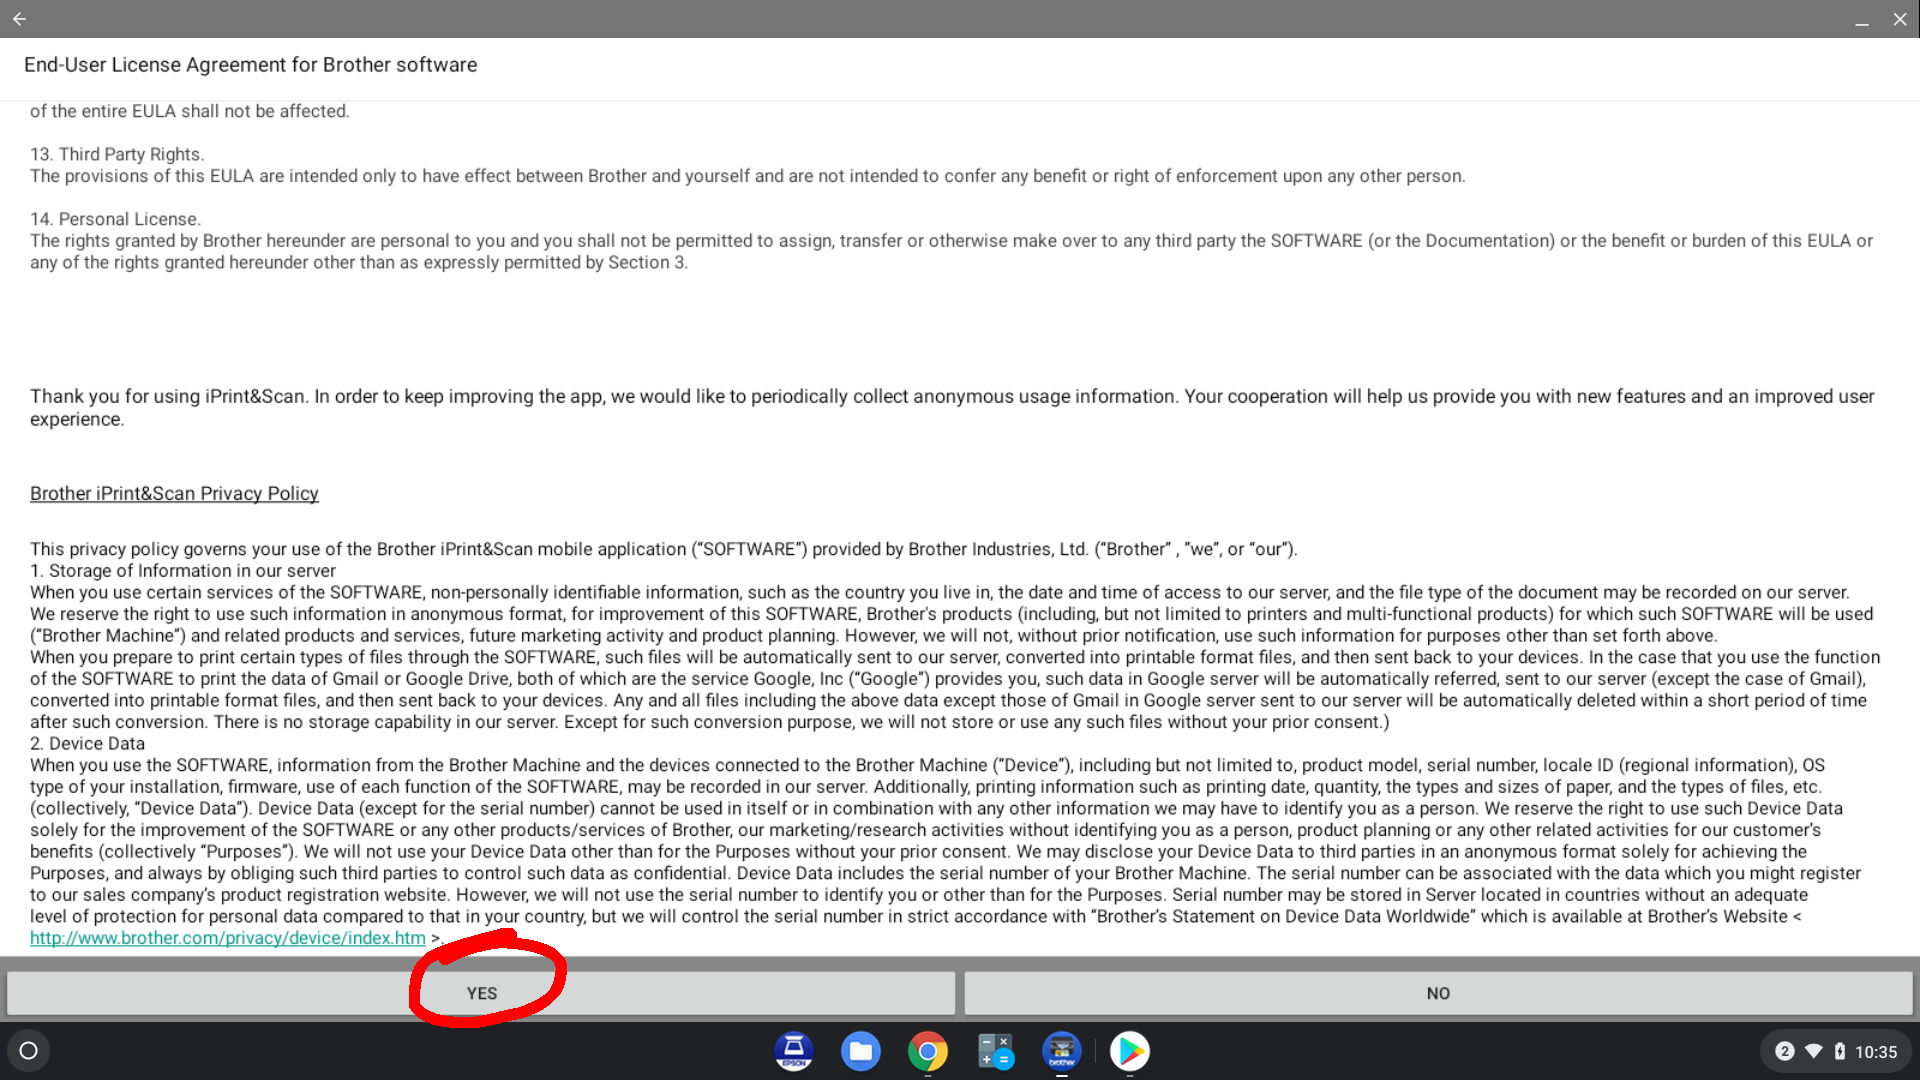 End-User License Agreement for Brother software
of the entire EULA shall not be affected.
13. Third Party Rights.
The provisions of this EULA are intended only to have effect between Brother and yourself and are not intended to confer any benefit or right of enforcement upon any other person.
14. Personal License.
The rights granted by Brother hereunder are personal to you and you shall not be permitted to assign, transfer or otherwise make over to any third party the SOFTWARE (or the Documentation) or the benefit or burden of this EULA or
any of the rights granted hereunder other than as expressly permitted by Section 3.
Thank you for using iPrint&Scan. In order to keep improving the app, we would like to periodically collect anonymous usage information. Your cooperation will help us provide you with new features and an improved user
experience.
Brother iPrint&Scan Privacy Policy
This privacy policy governs your use of the Brother iPrint&Scan mobile application (“SOFTWARE”) provided by Brother Industries, Ltd. (“Brother” , “we”, or “our”).
1. Storage of Information in our server
When you use certain services of the SOFTWARE, non-personally identifiable information, such as the country you live in, the date and time of access to our server, and the file type of the document may be recorded on our server.
We reserve the right to use such information in anonymous format, for improvement of this SOFTWARE, Brother's products (including, but not limited to printers and multi-functional products) for which such SOFTWARE will be used
(“Brother Machine”) and related products and services, future marketing activity and product planning. However, we will not, without prior notification, use such information for purposes other than set forth above.
When you prepare to print certain types of files through the SOFTWARE, such files will be automatically sent to our server, converted into printable format files, and then sent back to your devices. In the case that you use the function
of the SOFTWARE to print the data of Gmail or Google Drive, both of which are the service Google, Inc (“Google”) provides you, such data in Google server will be automatically referred, sent to our server (except the case of Gmail),
converted into printable format files, and then sent back to your devices. Any and all files including the above data except those of Gmail in Google server sent to our server will be automatically deleted within a short period of time
after such conversion. There is no storage capability in our server. Except for such conversion purpose, we will not store or use any such files without your prior consent.)
2. Device Data
When you use the SOFTWARE, information from the Brother Machine and the devices connected to the Brother Machine (“Device”), including but not limited to, product model, serial number, locale ID (regional information), OS
type of your installation, firmware, use of each function of the SOFTWARE, may be recorded in our server. Additionally, printing information such as printing date, quantity, the types and sizes of paper, and the types of files, etc.
(collectively, “Device Data”). Device Data (except for the serial number) cannot be used in itself or in combination with any other information we may have to identify you as a person. We reserve the right to use such Device Data
solely for the improvement of the SOFTWARE or any other products/services of Brother, our marketing/research activities without identifying you as a person, product planning or any other related activities for our customer’s
benefits (collectively “Purposes”). We will not use your Device Data other than for the Purposes without your prior consent. We may disclose your Device Data to third parties in an anonymous format solely for achieving the
Purposes, and always by obliging such third parties to control such data as confidential. Device Data includes the serial number of your Brother Machine. The serial number can be associated with the data which you might register
to our sales company’s product registration website. However, we will not use the serial number to identify you or other than for the Purposes. Serial number may be stored in Server located in countries without an adequate
level of protection for personal data compared to that in your country, but we will control the serial number in strict accordance with “Brother’s Statement on Device Data Worldwide” which is available at Brother’s Website <
http://www.brother.com/privacy/device/index.htm >.
YES
NO
EPSON
brother
2
10:35